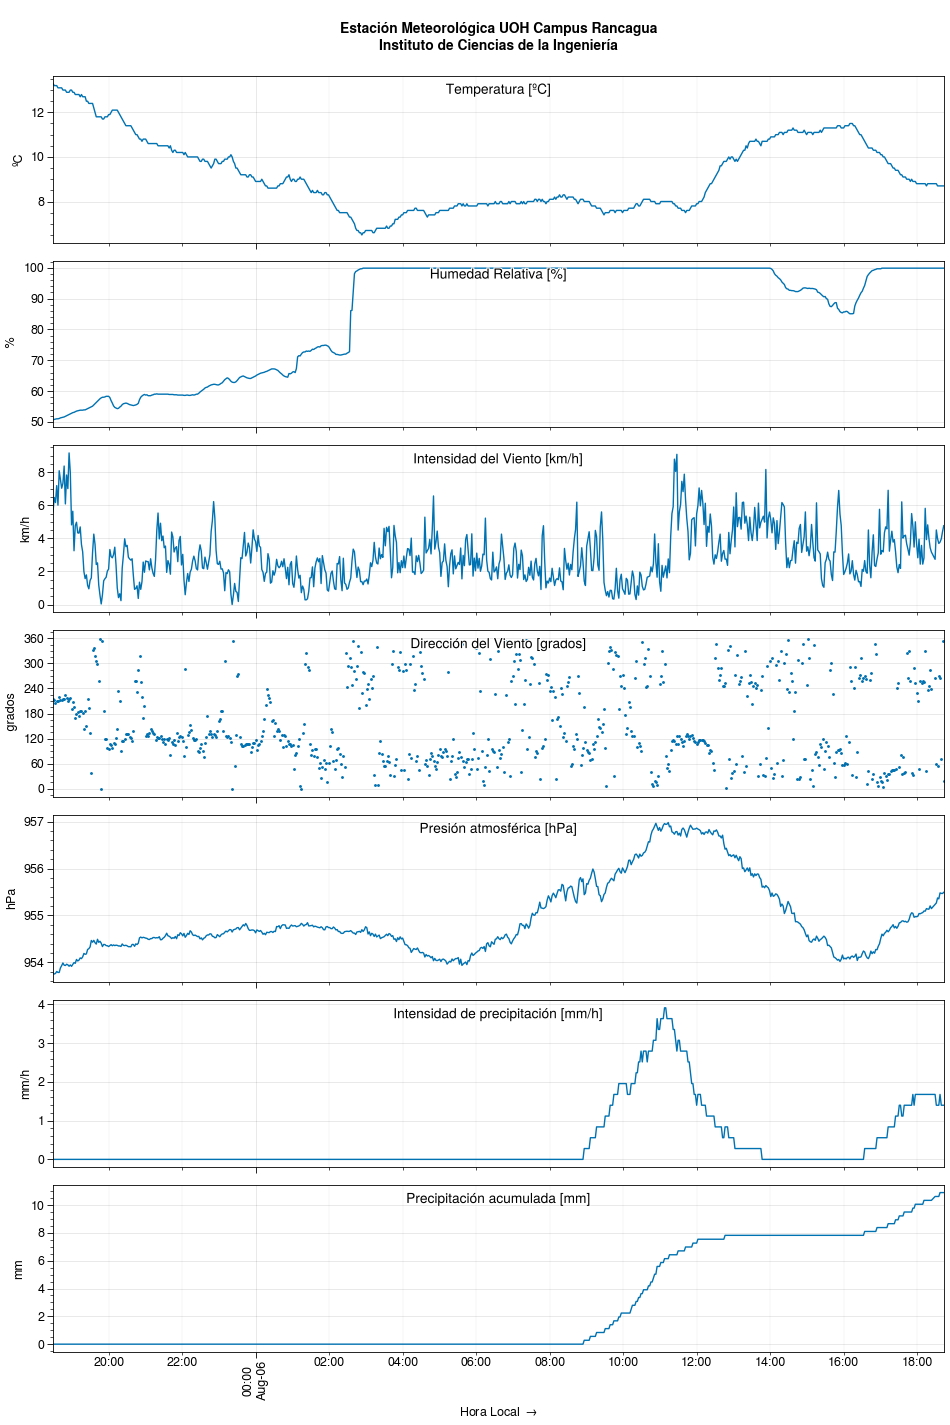 Estación Meteorológica UOH Campus Rancagua
Instituto de Ciencias de la Ingeniería
Temperatura [ºC]
ºC
12
10
8
Humedad Relativa [%]
%
100
90
80
70
60
50
Intensidad del Viento [km/h]
km/h
8
6
4
2
0
Dirección del Viento [grados]
grados
360
300
240
180
120
60
0
Presión atmosférica [hPa]
hPa
957
956
955
954
Intensidad de precipitación [mm/h]
mm/h
4
3
2
1
0
Precipitación acumulada [mm]
mm
10
8
6
4
2
0
20:00 22:00 00:00 02:00 04:00 06:00 08:00 10:00 12:00 14:00 16:00 18:00
Aug-06
Hora Local →